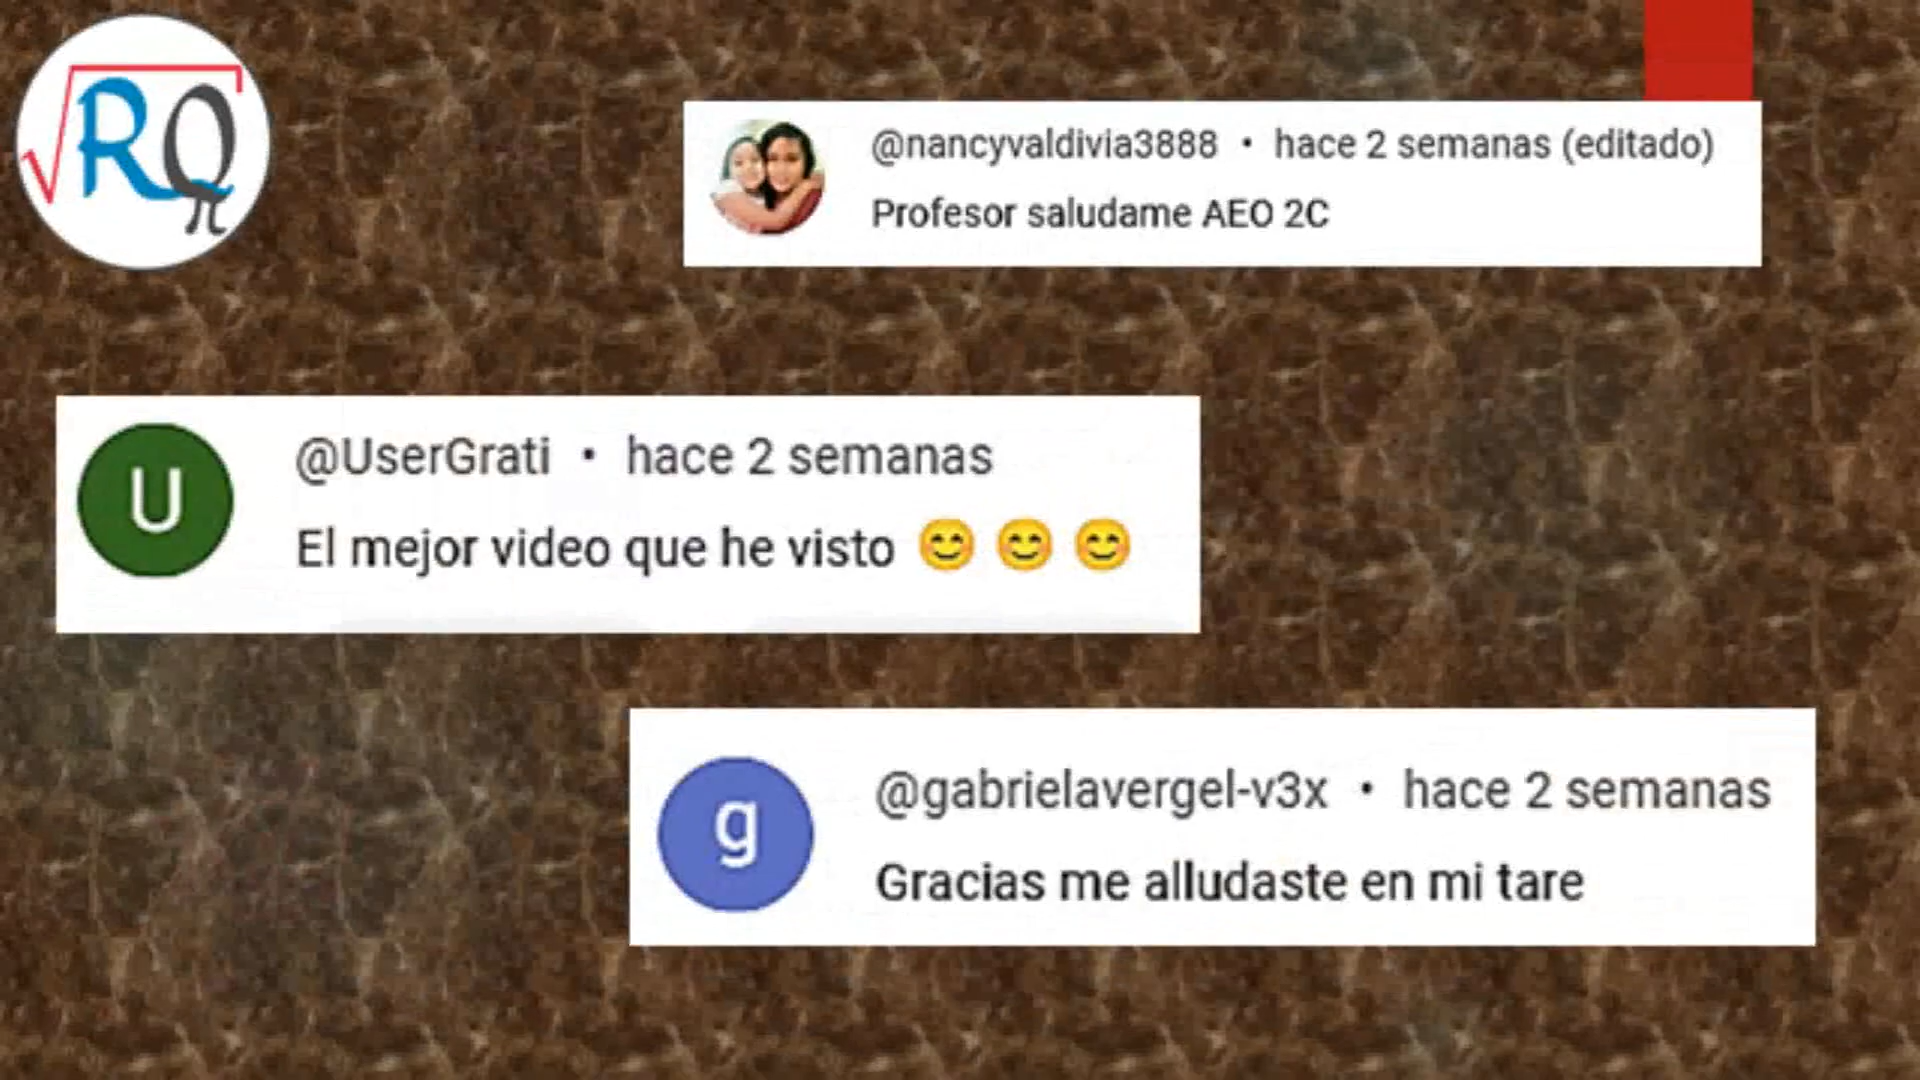 √RQπ
@nancyvaldivia3888 • hace 2 semanas (editado)
Profesor saludame AEO 2C
U
@UserGrati • hace 2 semanas
El mejor video que he visto 😊 😊 😊
g
@gabrielavergel-v3x • hace 2 semanas
Gracias me alludaste en mi tare